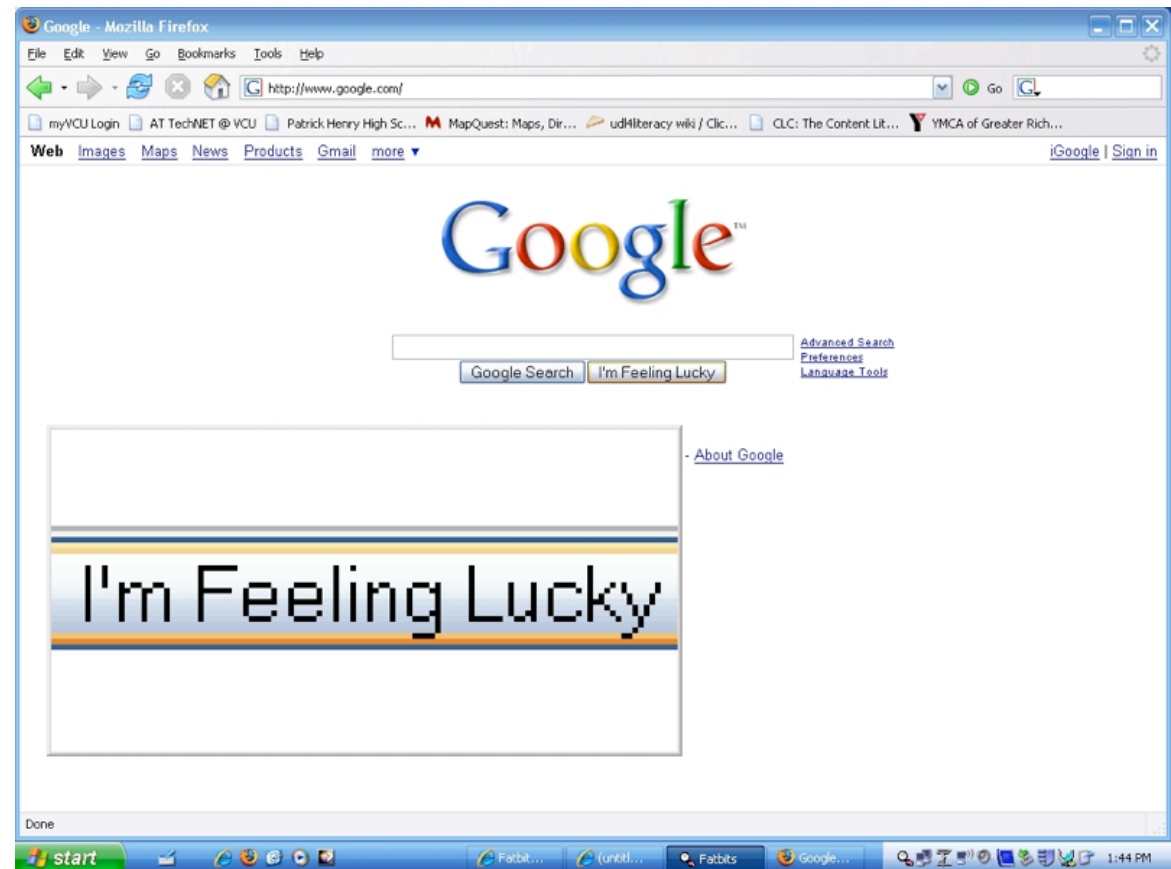 Google - Mozilla Firefox
File Edit View Go Bookmarks Tools Help
G http://www.google.com/ Go G
myVCU Login AT TechNET @ VCU Patrick Henry High Sc... MapQuest: Maps, Dir... udl4literacy wiki / Clic... CLC: The Content Lit... YMCA of Greater Rich...
Web Images Maps News Products Gmail more ▼ iGoogle | Sign in
Google™
Advanced Search
Preferences
Google Search I'm Feeling Lucky Language Tools
- About Google
I'm Feeling Lucky
Done
start Fatbit... (untitl... Fatbits Google... 1:44 PM